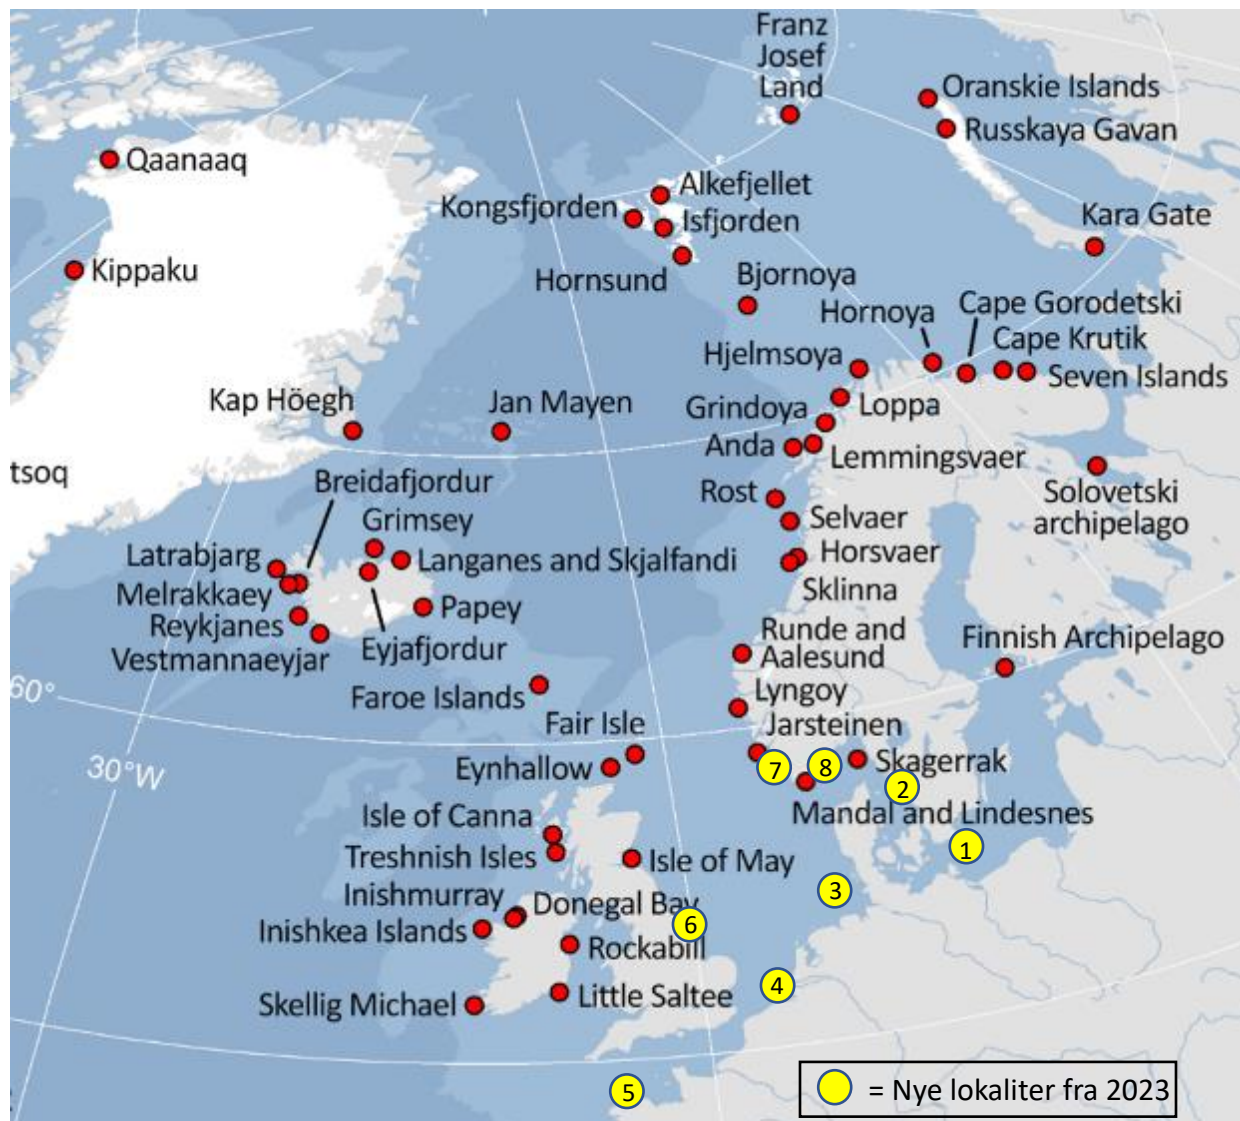 Franz
Josef
Land
Oranskie Islands
Russkaya Gavan
Qaanaaq
Alkefjellet
Kongsfjorden
Isfjorden
Kara Gate
Kippaku
Hornsund
Bjornoya
Hornoya
Cape Gorodetski
Cape Krutik
Hjelmsoya
Seven Islands
Kap Höegh
Jan Mayen
Grindoya
Loppa
Anda
Lemmingsvaer
tsoq
Breidafjordur
Rost
Solovetski
archipelago
Grimsey
Selvaer
Latrabjarg
Langanes and Skjalfandi
Horsvaer
Melrakkaey
Sklinna
Papey
Reykjanes
Vestmannaeyjar
Eyjafjordur
Runde and
Aalesund
Finnish Archipelago
60°
Faroe Islands
Lyngoy
Fair Isle
Jarsteinen
30°W
Eynhallow
7
8
Skagerrak
2
Isle of Canna
Mandal and Lindesnes
Treshnish Isles
Isle of May
1
Inishmurray
Donegal Bay
3
6
Inishkea Islands
Rockabill
4
Skellig Michael
Little Saltee
5
= Nye lokaliter fra 2023